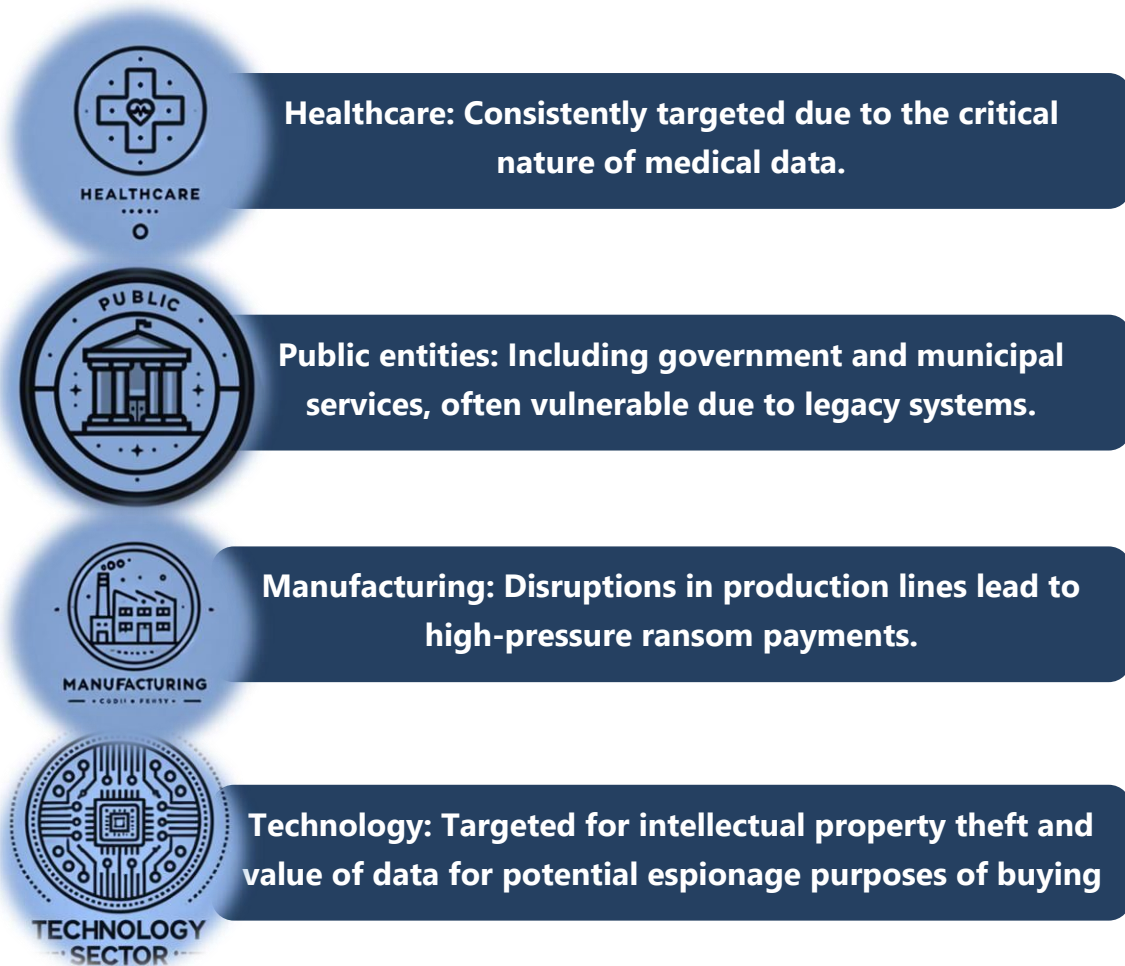 HEALTHCARE
Healthcare: Consistently targeted due to the critical
nature of medical data.
PUBLIC
Public entities: Including government and municipal
services, often vulnerable due to legacy systems.
MANUFACTURING
Manufacturing: Disruptions in production lines lead to
high-pressure ransom payments.
TECHNOLOGY
SECTOR
Technology: Targeted for intellectual property theft and
value of data for potential espionage purposes of buying